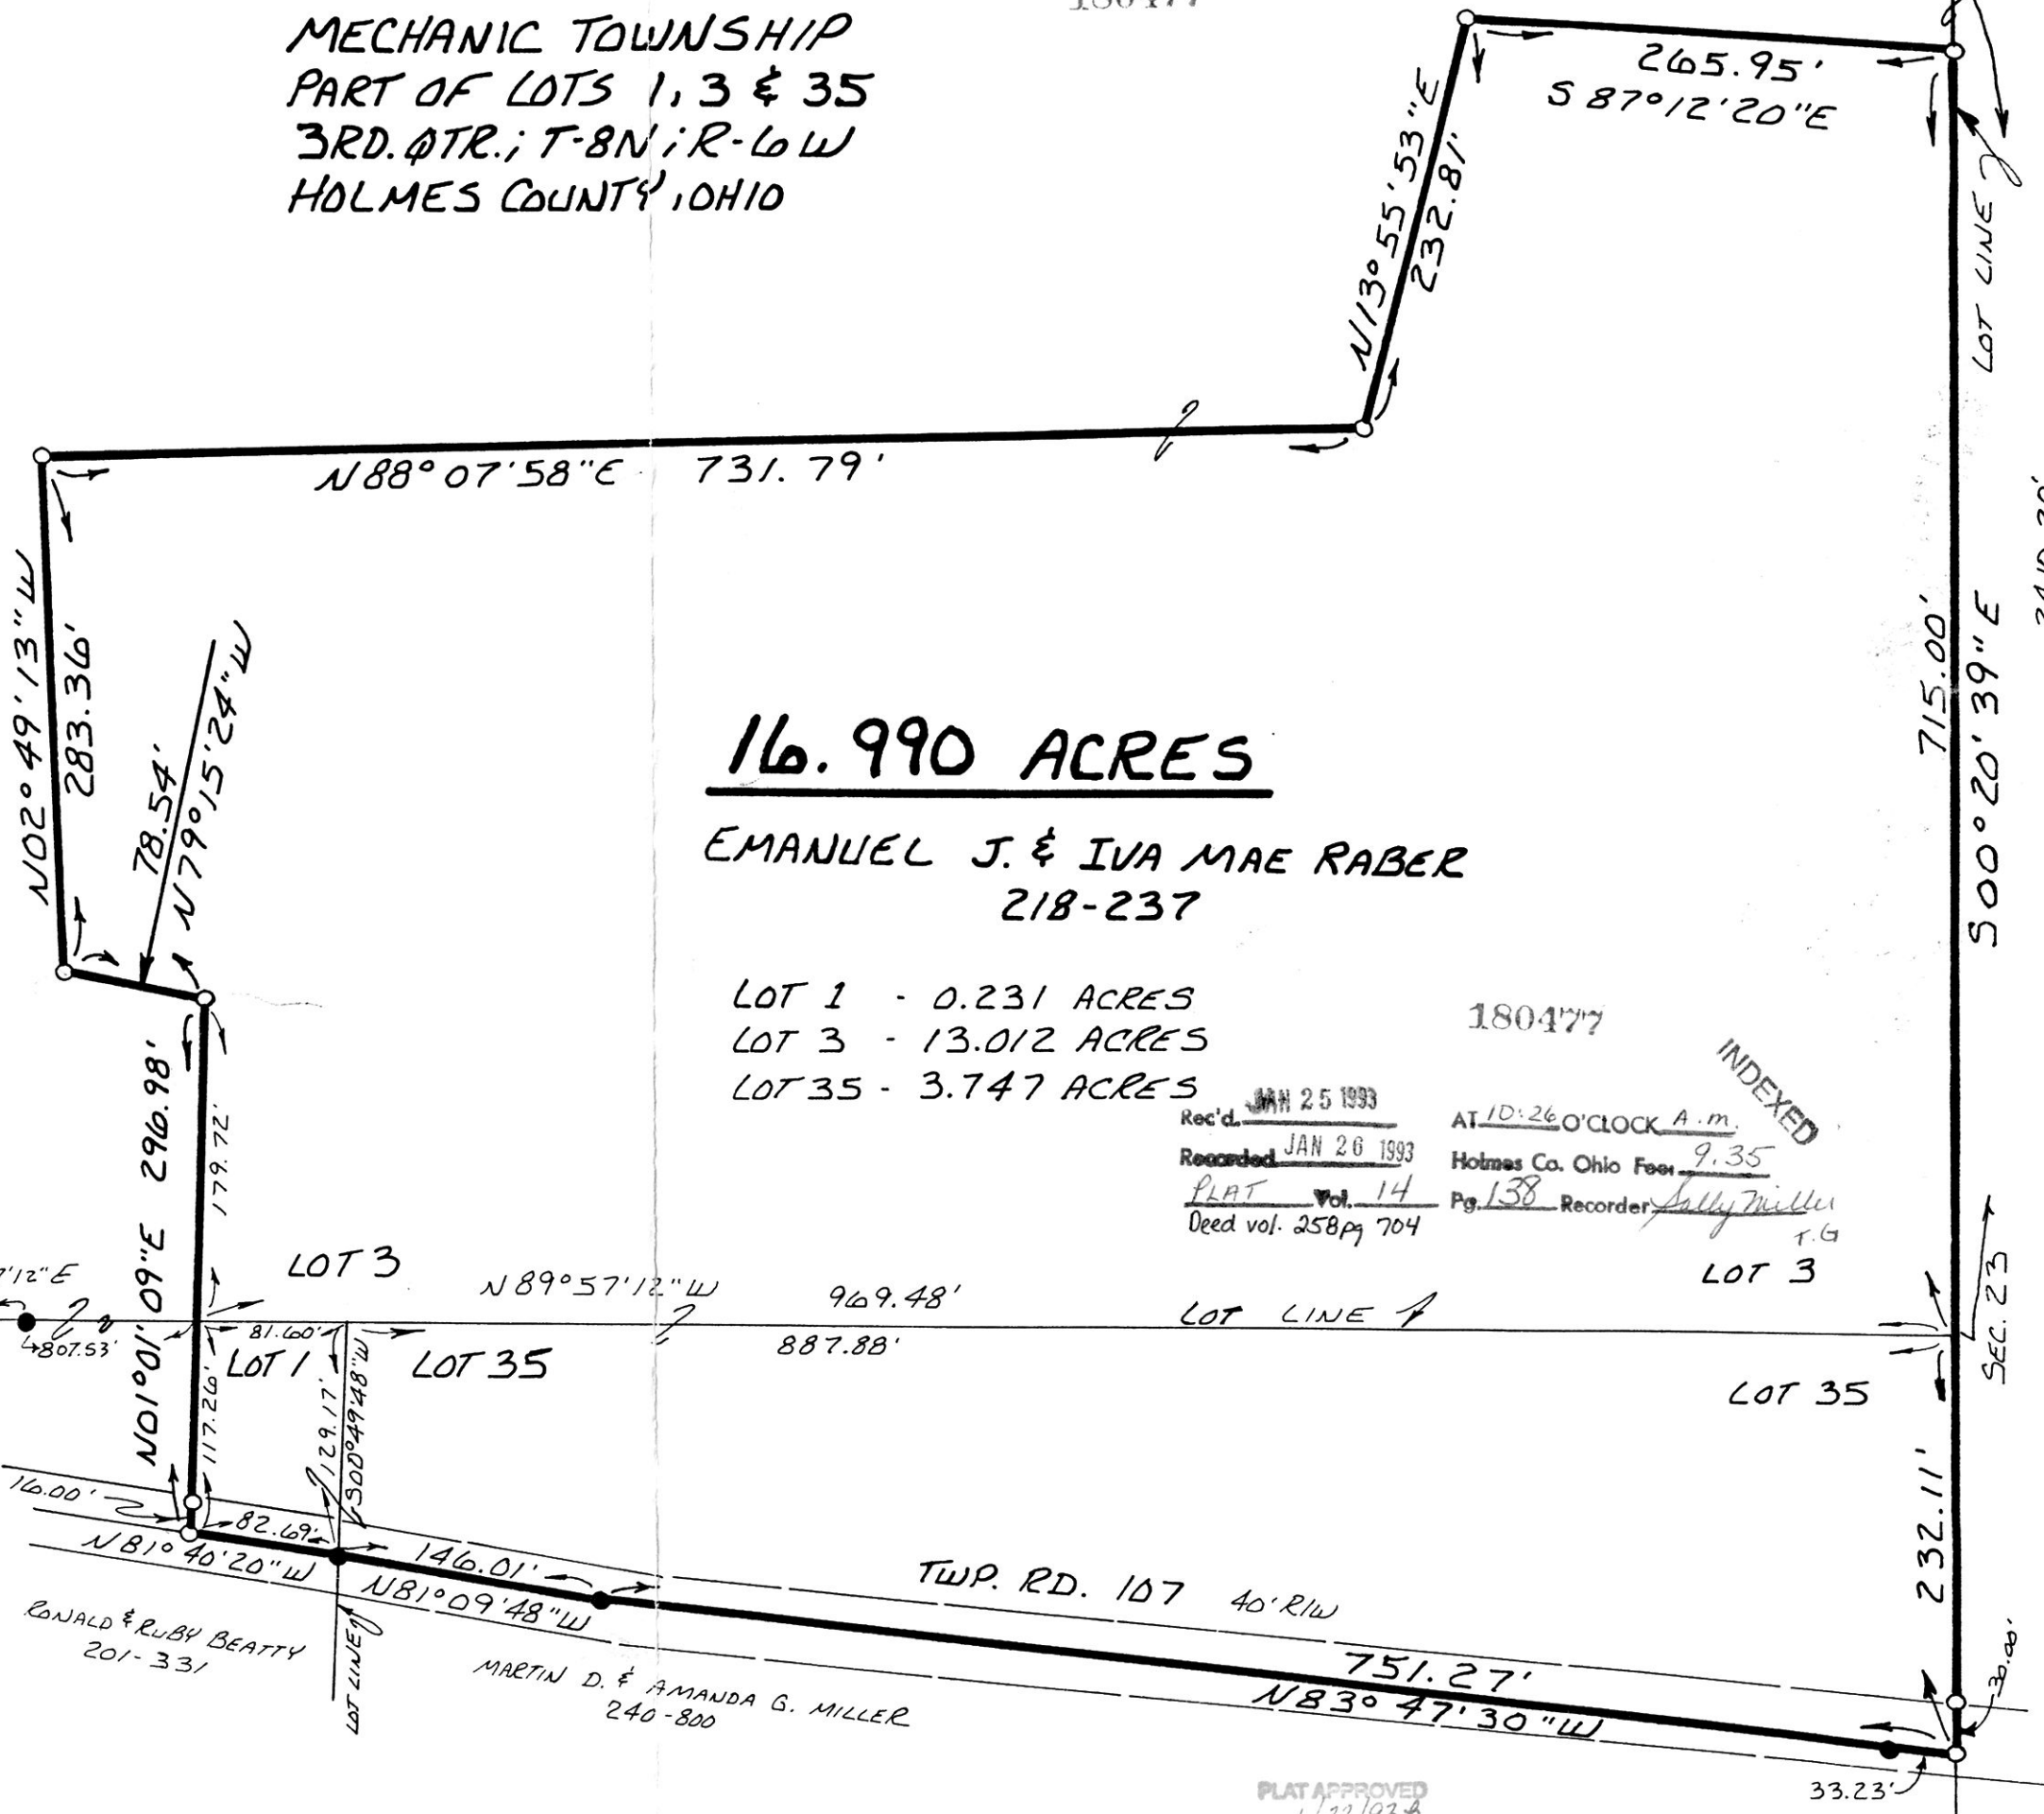 MECHANIC TOWNSHIP
PART OF LOTS 1, 3 & 35
3RD. QTR.; T-8N; R-6W
HOLMES COUNTY, OHIO
265.95'
S 87°12'20"E
N13°55'53"E
232.81'
LOT LINE
N88°07'58"E 731.79'
N02°49'13"W
283.36'
78.54'
N79°15'24"W
715.00'
S00°20'39"E
16.990 ACRES
EMANUEL J. & IVA MAE RABER
218-237
LOT 1 - 0.231 ACRES
LOT 3 - 13.012 ACRES
LOT 35 - 3.747 ACRES
180477
INDEXED
Rec'd. JAN 25 1993 AT 10:26 O'CLOCK A.m.
Recorded JAN 26 1993 Holmes Co. Ohio Fee 9.35
PLAT Vol. 14 Pg. 138 Recorder Sally Miller
Deed vol. 258 pg 704 T.G
N01°01'09"E 296.98'
179.72'
LOT 3
N89°57'12"W 969.48'
LOT LINE
LOT 3
SEC. 23
'12"E
4807.53'
81.60'
887.88'
LOT 1
LOT 35
LOT 35
117.26'
129.17'
S00°49'48"W
232.11'
16.00'
82.69'
N81°40'20"W
146.01'
N81°09'48"W
TWP. RD. 107 40' R/W
751.27'
N83°47'30"W
30.00'
33.23'
RONALD & RUBY BEATTY
201-331
LOT LINE
MARTIN D. & AMANDA G. MILLER
240-800
PLAT APPROVED